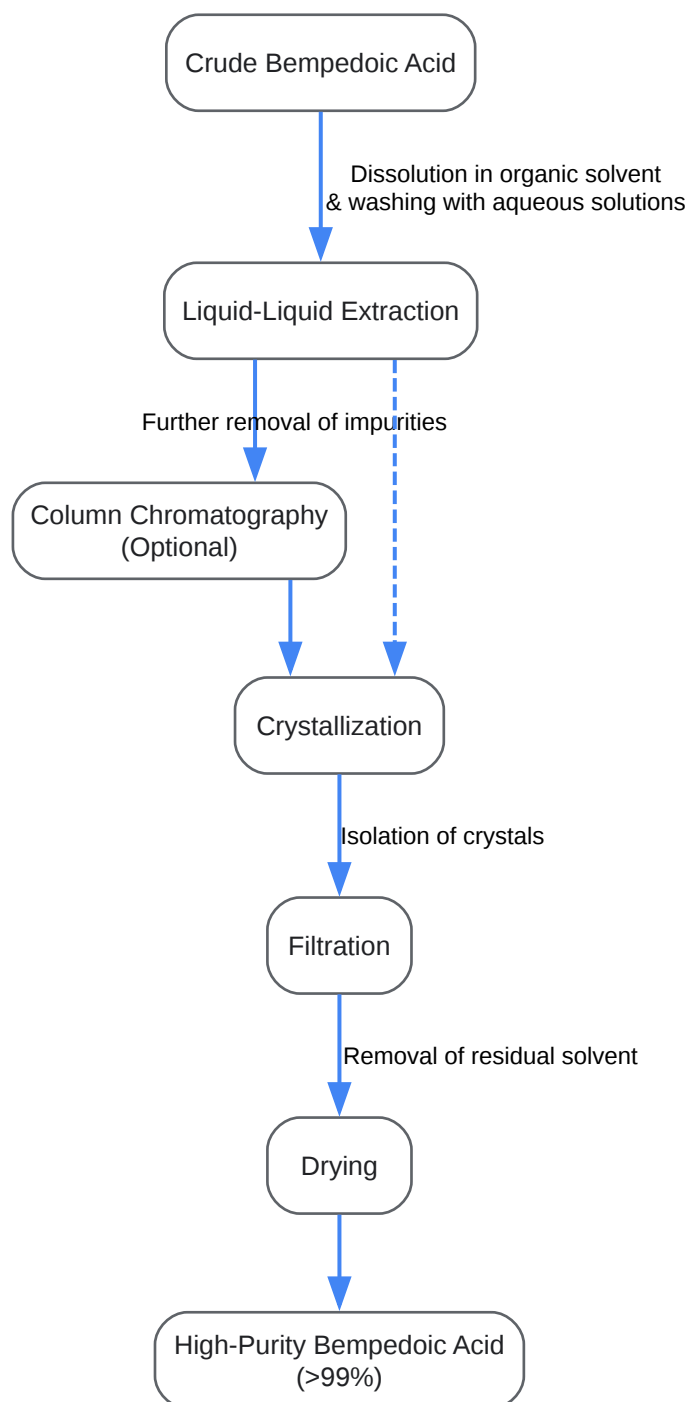 Crude Bempedoic Acid
Dissolution in organic solvent
& washing with aqueous solutions
Liquid-Liquid Extraction
Further removal of impurities
Column Chromatography
(Optional)
Crystallization
Isolation of crystals
Filtration
Removal of residual solvent
Drying
High-Purity Bempedoic Acid
(>99%)